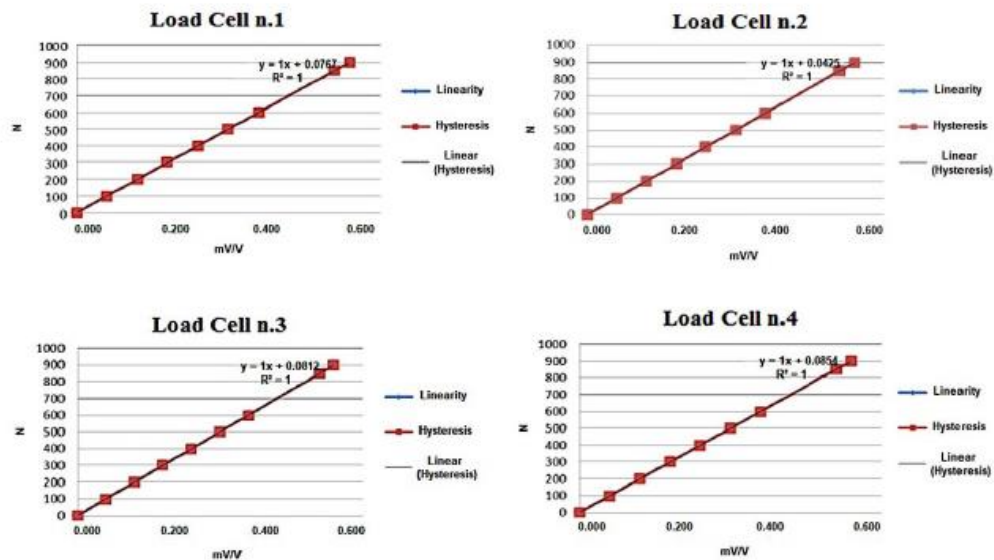 Load Cell n.1
1000
900
800
700
600
500
400
300
200
100
0
N
y = 1x + 0.0767
R² = 1
0.000 0.200 0.400 0.600
mV/V
Linearity
Hysteresis
Linear
(Hysteresis)
Load Cell n.2
1000
900
800
700
600
500
400
300
200
100
0
N
y = 1x + 0.0425
R² = 1
0.000 0.200 0.400 0.600
mV/V
Linearity
Hysteresis
Linear
(Hysteresis)
Load Cell n.3
1000
900
800
700
600
500
400
300
200
100
0
N
y = 1x + 0.0812
R² = 1
0.000 0.200 0.400 0.600
mV/V
Linearity
Hysteresis
Linear
(Hysteresis)
Load Cell n.4
1000
900
800
700
600
500
400
300
200
100
0
N
y = 1x + 0.0854
R² = 1
0.000 0.200 0.400 0.600
mV/V
Linearity
Hysteresis
Linear
(Hysteresis)